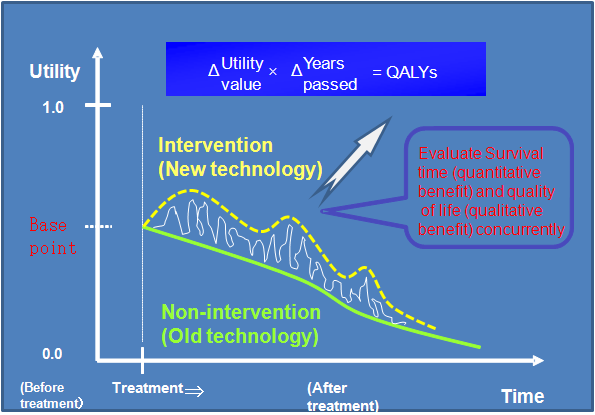 Δ Utility value × Δ Years passed = QALYs
Utility
1.0
Intervention
(New technology)
Evaluate Survival
time (quantitative
benefit) and quality
of life (qualitative
benefit) concurrently
Base
point
Non-intervention
(Old technology)
0.0
(Before
treatment)
Treatment⇒
(After
treatment)
Time